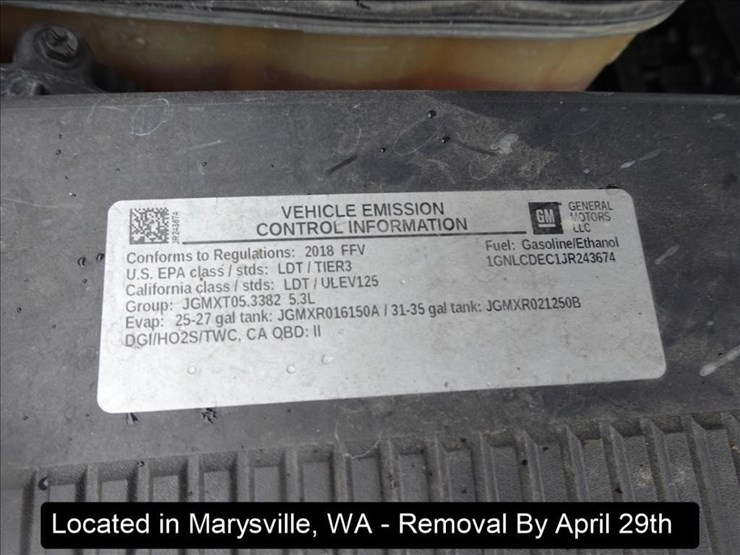 JR243674
VEHICLE EMISSION
CONTROL INFORMATION
GM
GENERAL
MOTORS
LLC
Conforms to Regulations: 2018 FFV
Fuel: Gasoline/Ethanol
U.S. EPA class / stds: LDT / TIER3
1GNLCDEC1JR243674
California class / stds: LDT / ULEV125
Group: JGMXT05.3382 5.3L
Evap: 25-27 gal tank: JGMXR016150A / 31-35 gal tank: JGMXR021250B
DGI/HO2S/TWC, CA OBD: II
Located in Marysville, WA - Removal By April 29th